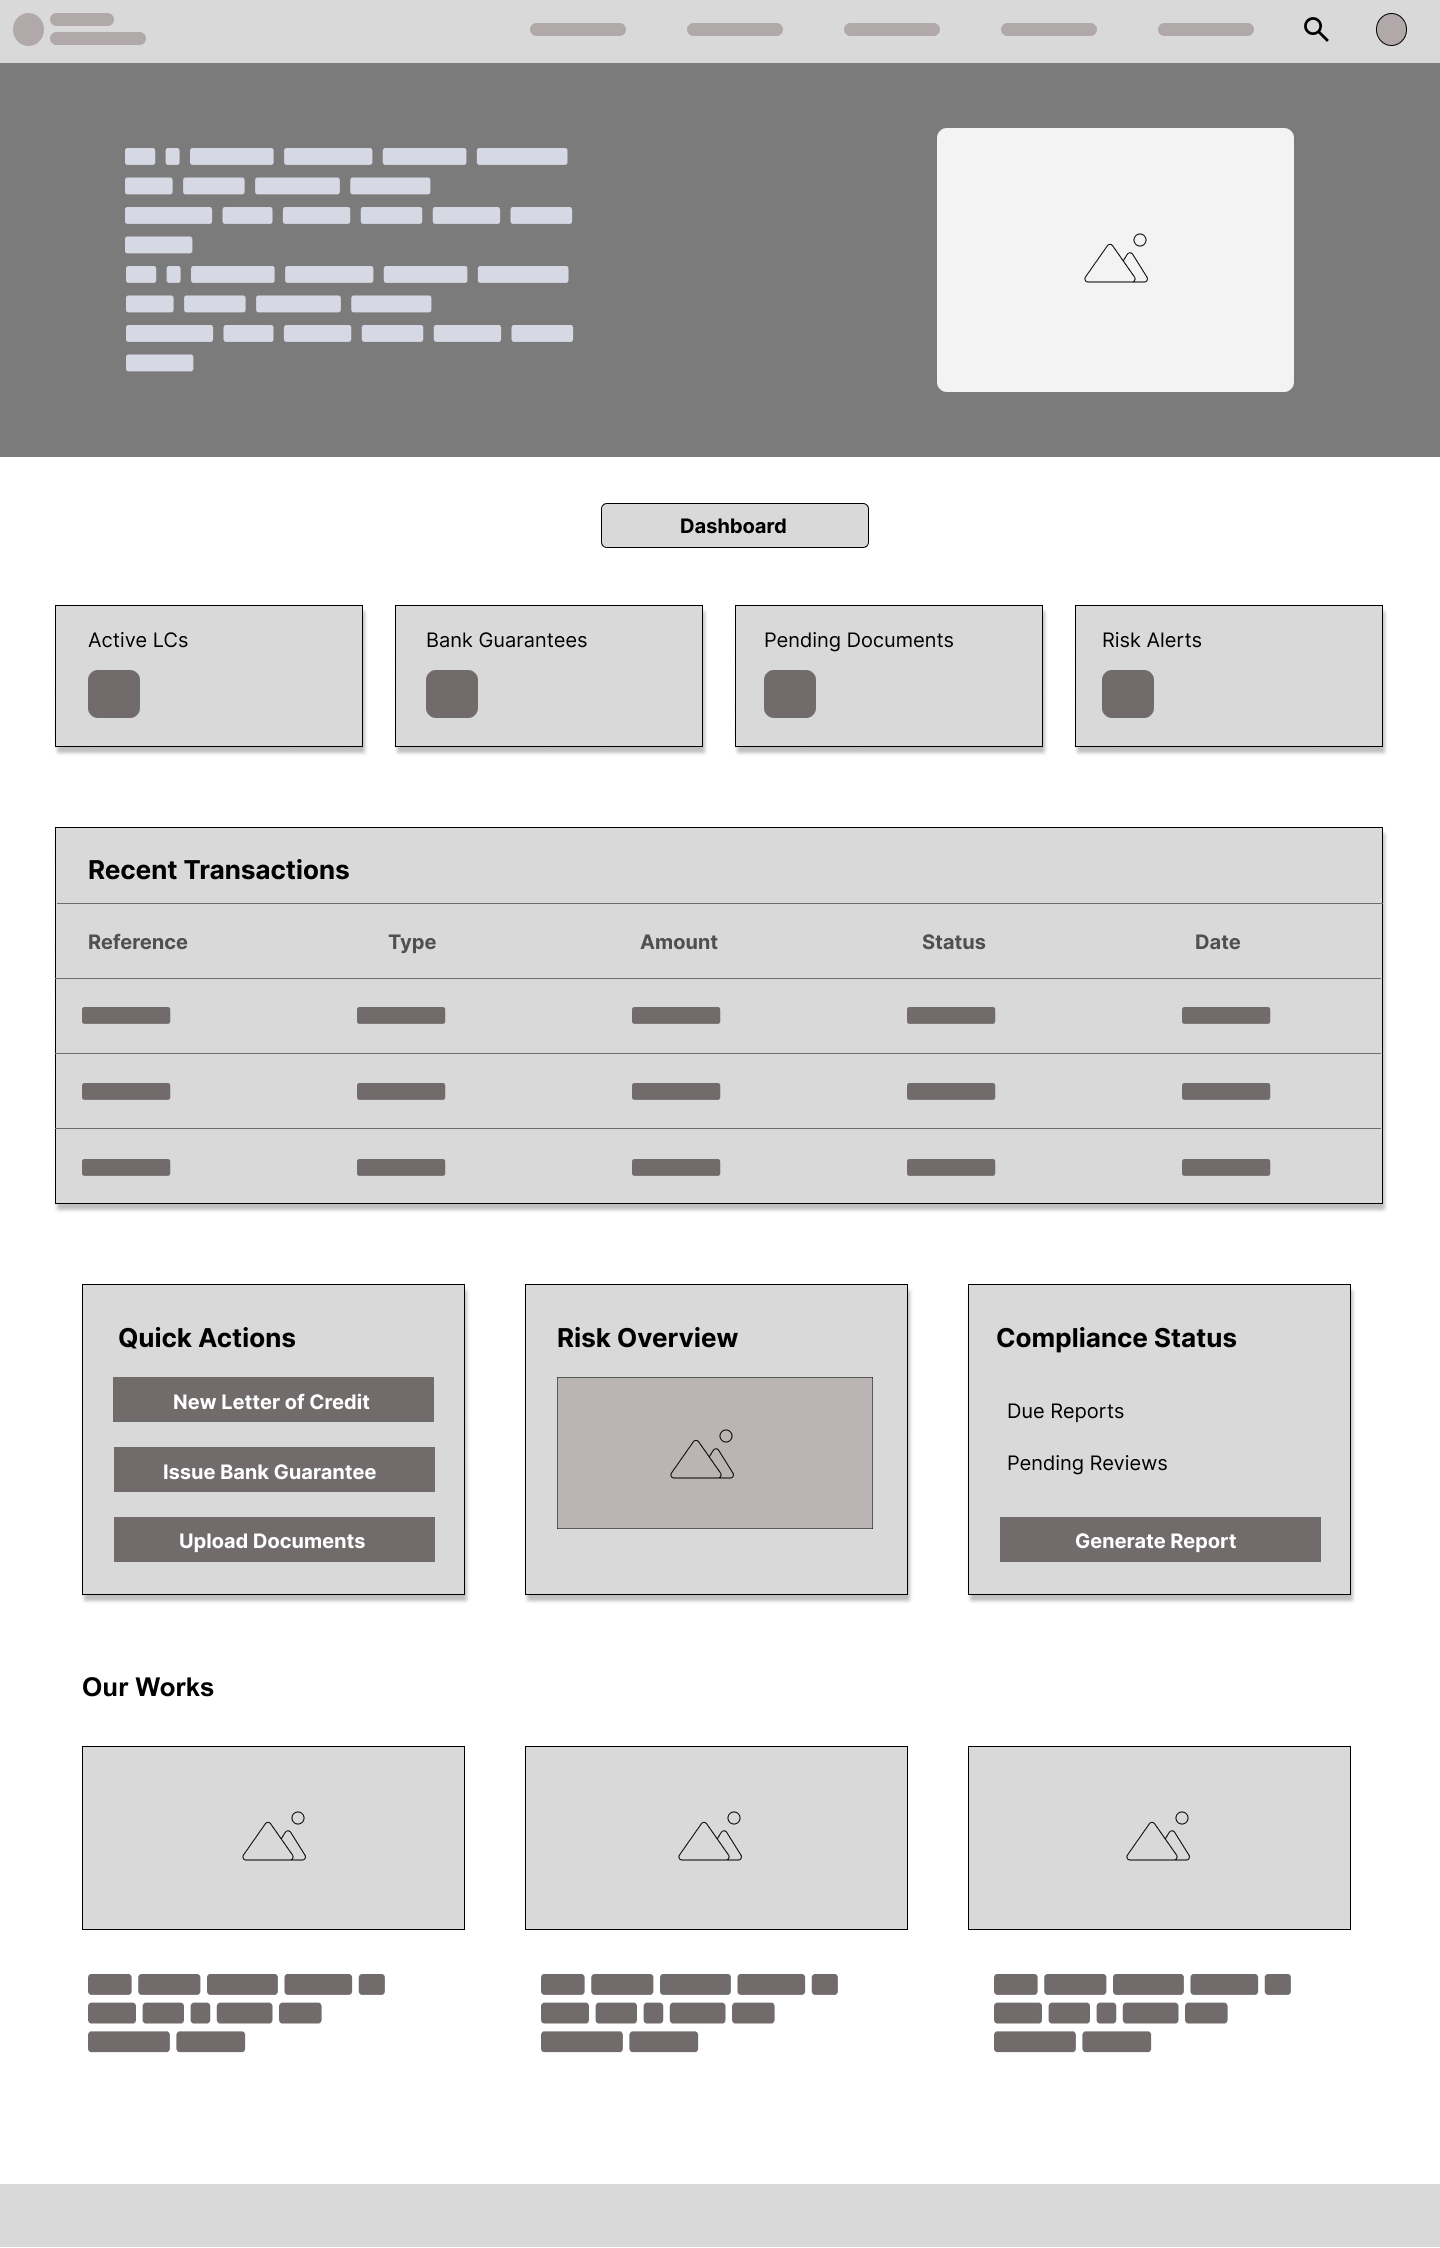 Dashboard
Active LCs
Bank Guarantees
Pending Documents
Risk Alerts
Recent Transactions
Reference Type Amount Status Date
Quick Actions
New Letter of Credit
Issue Bank Guarantee
Upload Documents
Risk Overview
Compliance Status
Due Reports
Pending Reviews
Generate Report
Our Works